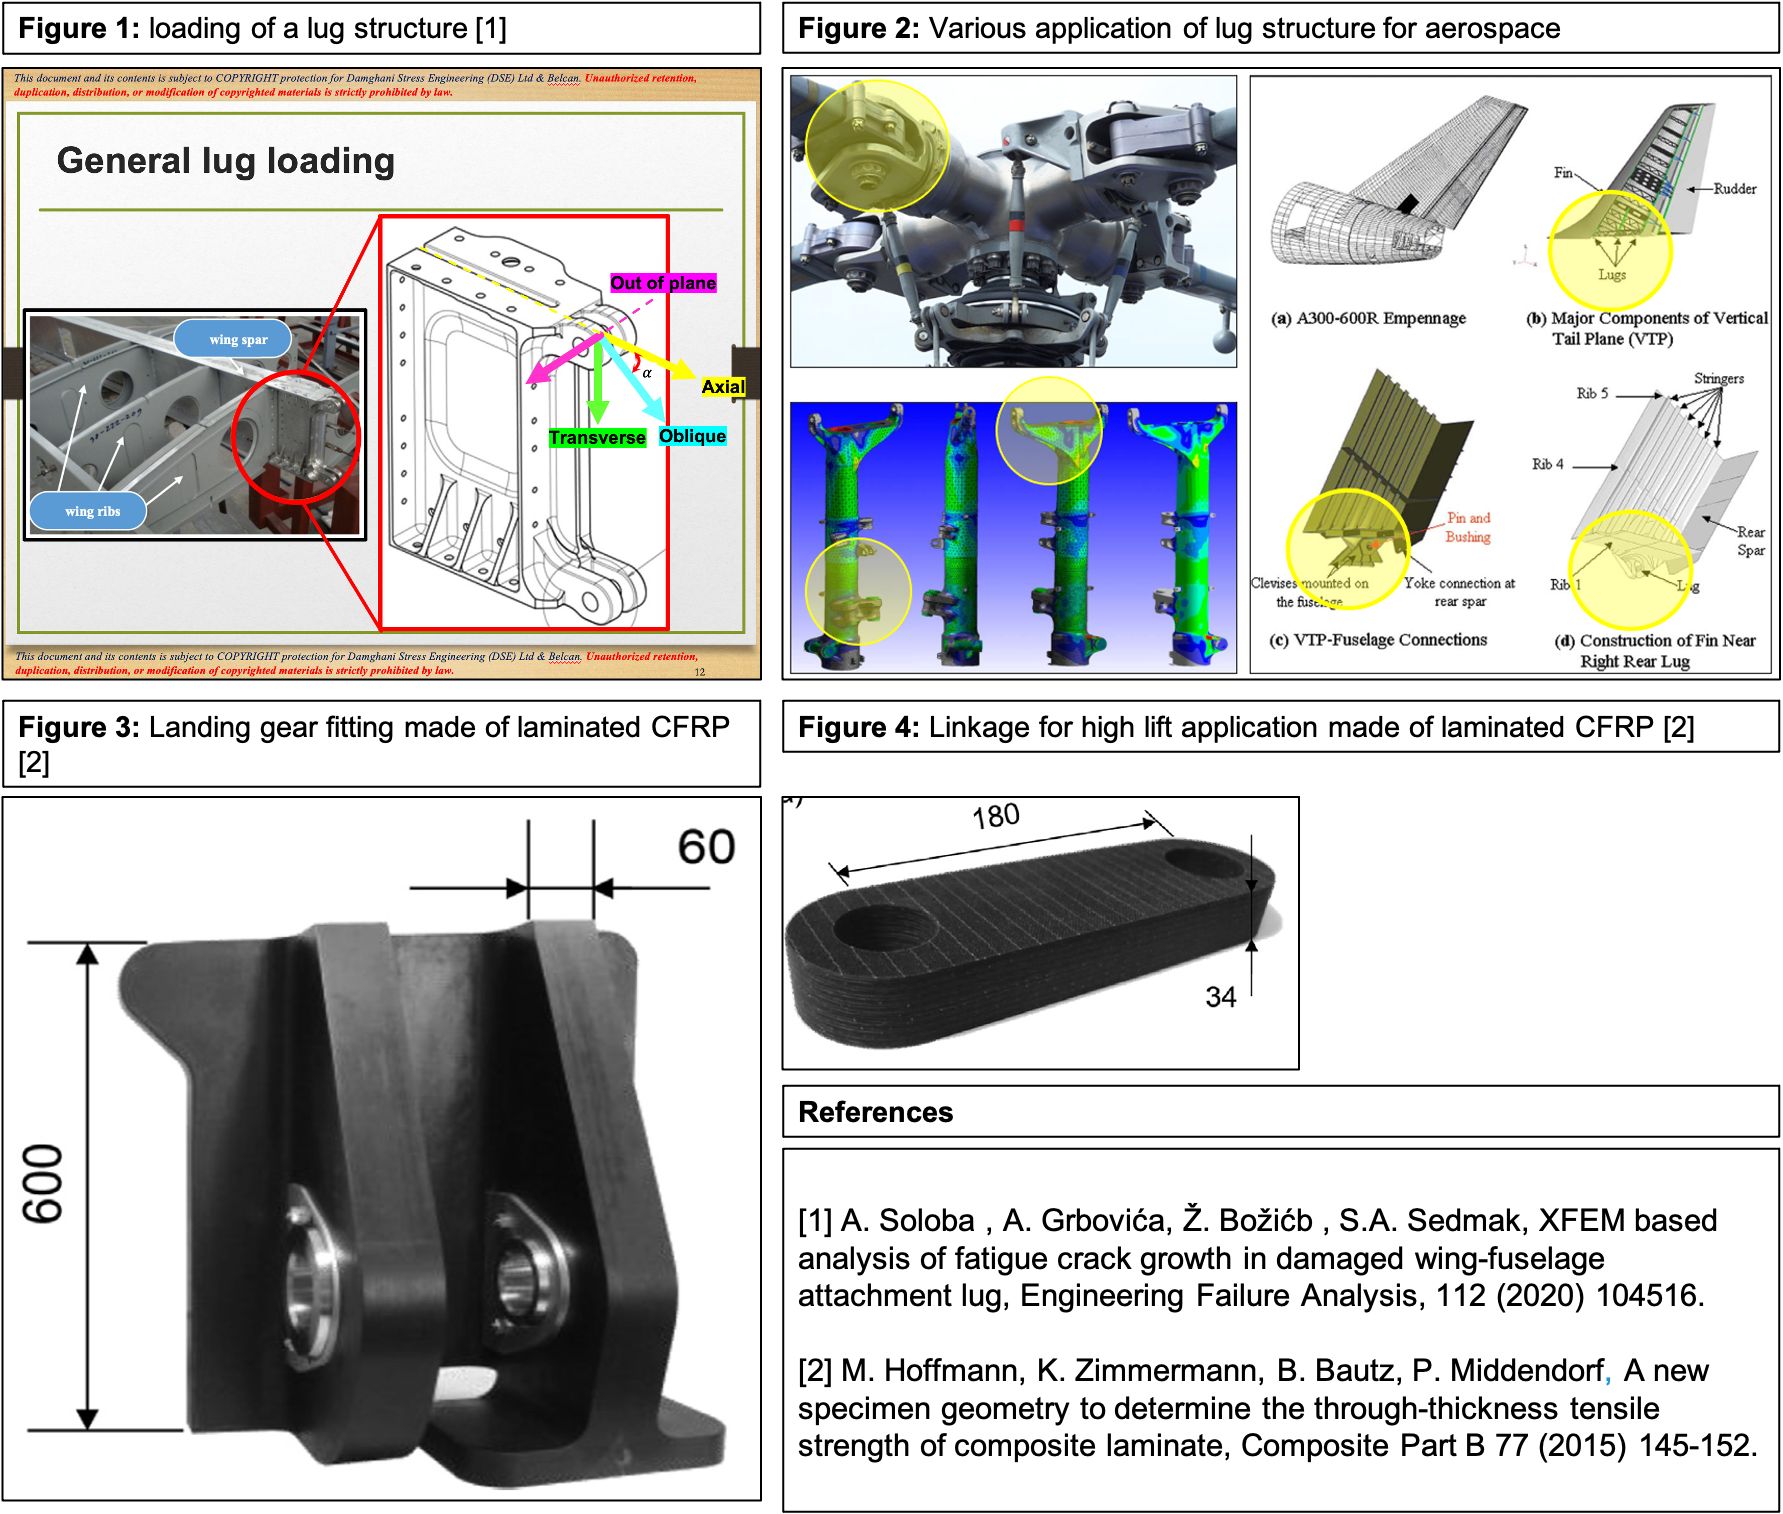 Figure 1: loading of a lug structure [1]
This document and its contents is subject to COPYRIGHT protection for Damghani Stress Engineering (DSE) Ltd & Belcan. Unauthorized retention,
duplication, distribution, or modification of copyrighted materials is strictly prohibited by law.
General lug loading
wing spar
wing ribs
Out of plane
α
Axial
Transverse
Oblique
This document and its contents is subject to COPYRIGHT protection for Damghani Stress Engineering (DSE) Ltd & Belcan. Unauthorized retention,
duplication, distribution, or modification of copyrighted materials is strictly prohibited by law.
12
Figure 2: Various application of lug structure for aerospace
Fin
Rudder
Lugs
(a) A300-600R Empennage
(b) Major Components of Vertical
Tail Plane (VTP)
Pin and
Bushing
Clevises mounted on
the fuselage
Yoke connection at
rear spar
(c) VTP-Fuselage Connections
Stringers
Rib 5
Rib 4
Rear
Spar
Rib 1
Lug
(d) Construction of Fin Near
Right Rear Lug
Figure 3: Landing gear fitting made of laminated CFRP
[2]
60
600
Figure 4: Linkage for high lift application made of laminated CFRP [2]
180
34
References
[1] A. Soloba , A. Grbovića, Ž. Božićb , S.A. Sedmak, XFEM based
analysis of fatigue crack growth in damaged wing-fuselage
attachment lug, Engineering Failure Analysis, 112 (2020) 104516.
[2] M. Hoffmann, K. Zimmermann, B. Bautz, P. Middendorf, A new
specimen geometry to determine the through-thickness tensile
strength of composite laminate, Composite Part B 77 (2015) 145-152.